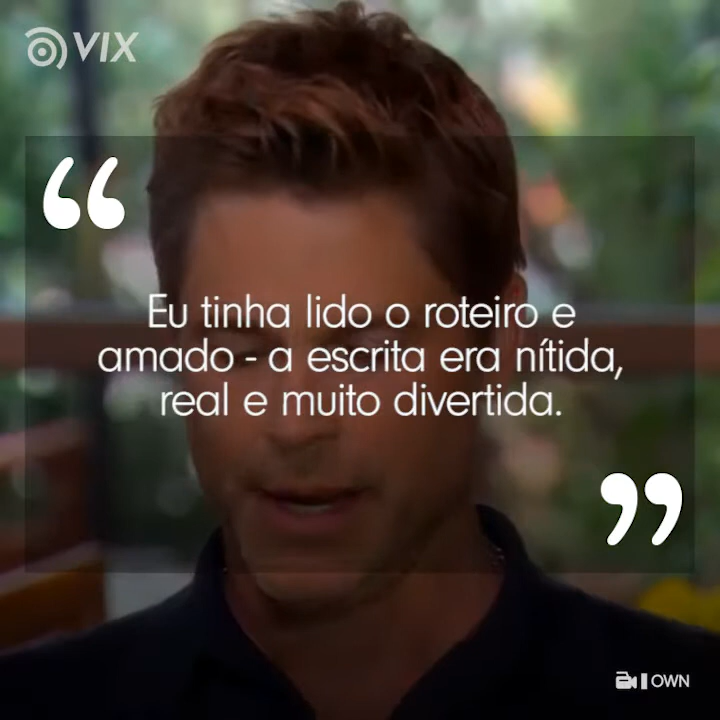 VIX
“
Eu tinha lido o roteiro e
amado - a escrita era nítida,
real e muito divertida.
”
OWN